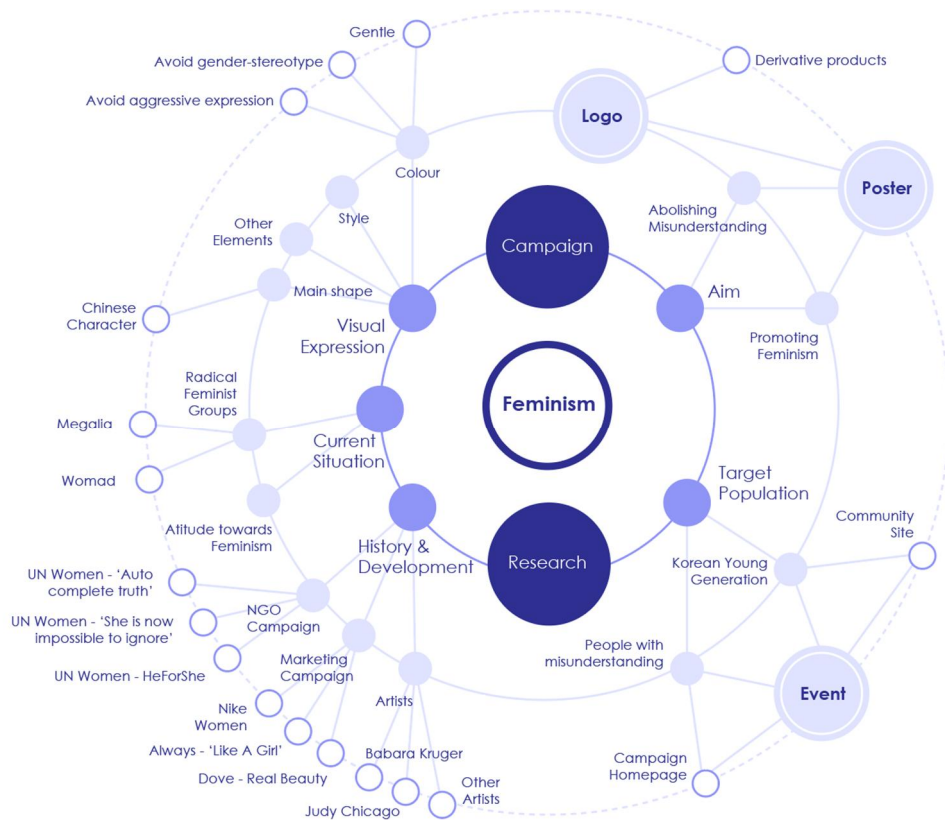 Gentle
Avoid gender-stereotype
Derivative products
Avoid aggressive expression
Logo
Colour
Poster
Style
Abolishing
Misunderstanding
Other
Elements
Campaign
Main shape
Aim
Chinese
Character
Visual
Expression
Promoting
Feminism
Radical
Feminist
Groups
Feminism
Megalia
Current
Situation
Womad
Target
Population
Atitude towards
Feminism
History &
Development
Community
Site
Research
Korean Young
Generation
UN Women - ‘Auto
complete truth’
NGO
Campaign
UN Women - ‘She is now
impossible to ignore’
People with
misunderstanding
UN Women - HeForShe
Marketing
Campaign
Artists
Event
Nike
Women
Always - ‘Like A Girl’
Babara Kruger
Campaign
Homepage
Dove - Real Beauty
Other
Artists
Judy Chicago